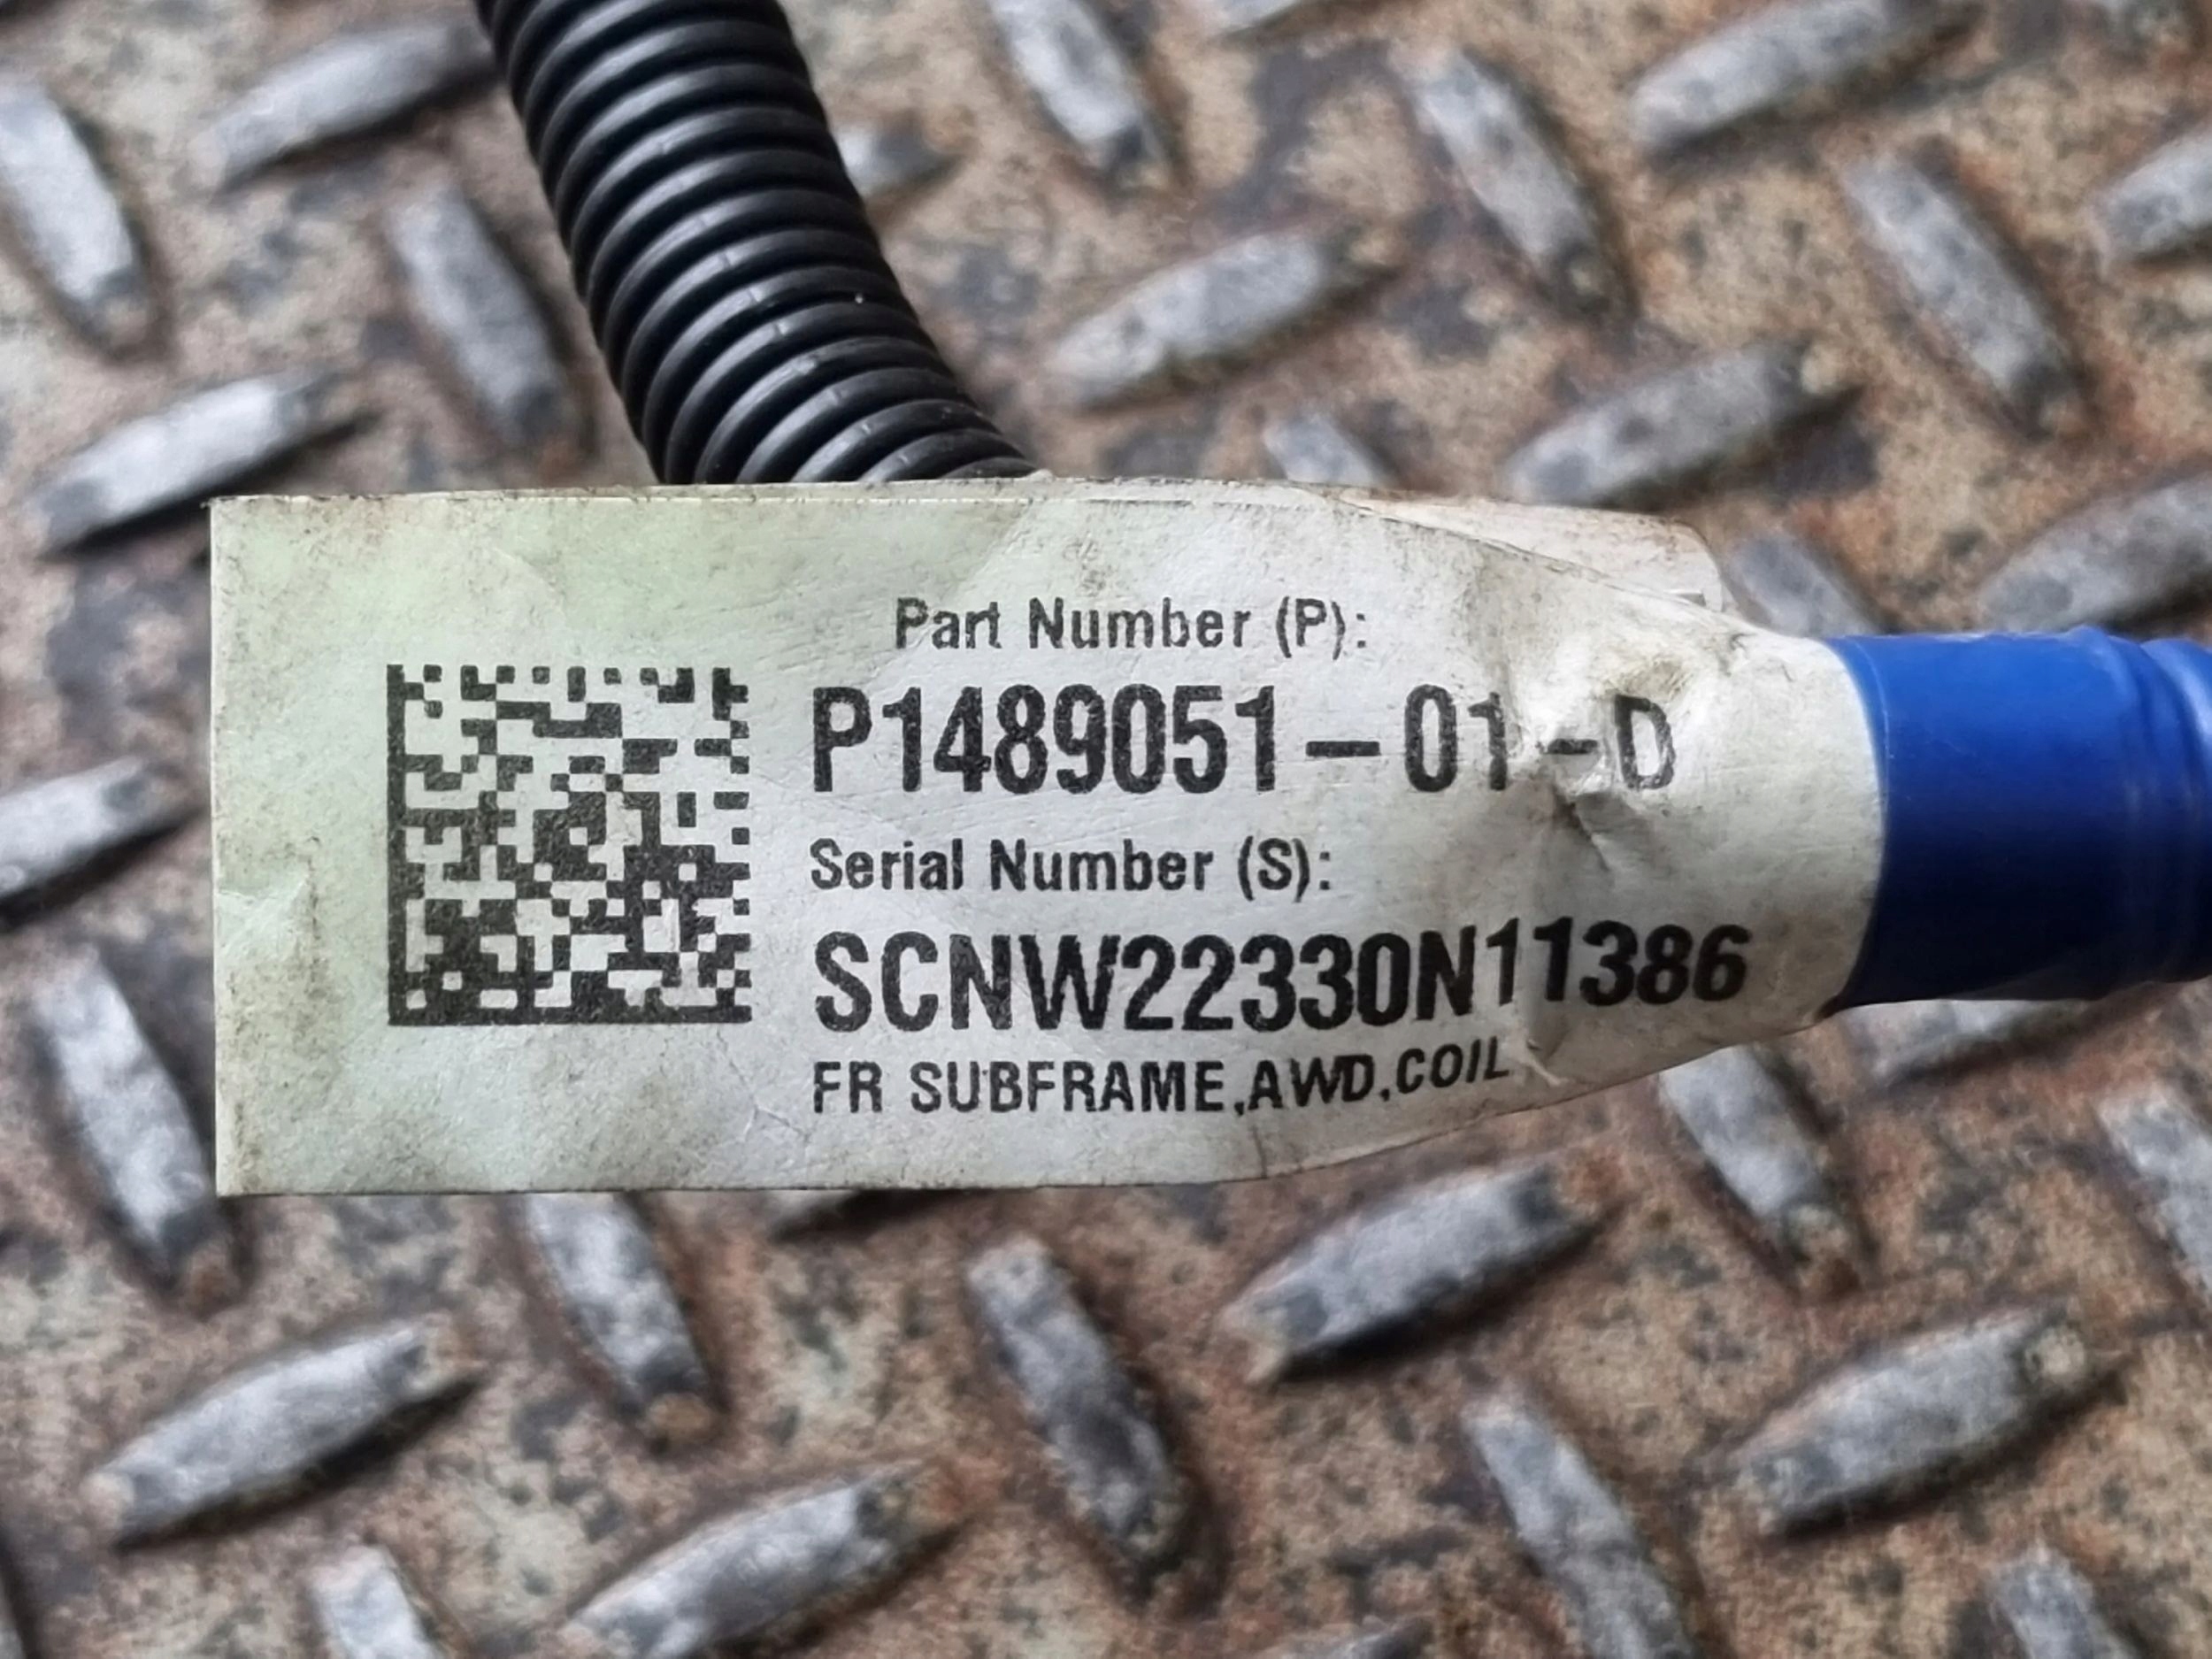 Part Number (P):
P1489051-01-D
Serial Number (S):
SCNW22330N11386
FR SUBFRAME,AWD,COIL